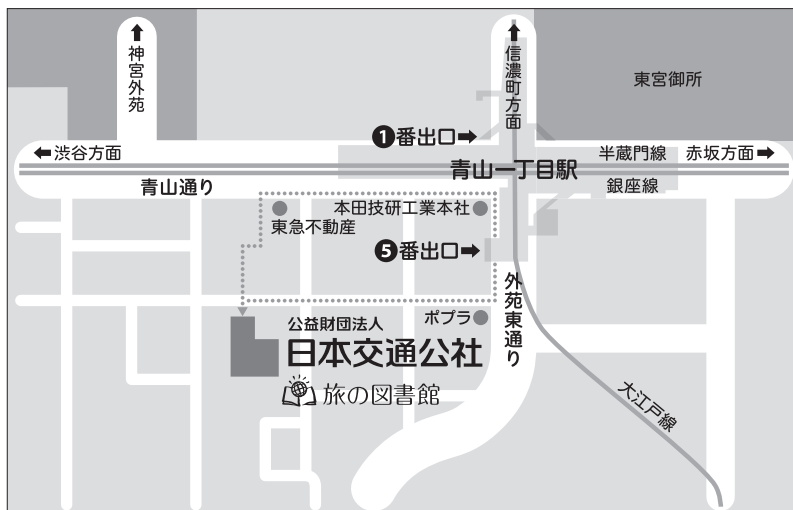 神宮外苑
信濃町方面
東宮御所
❶番出口
渋谷方面
半蔵門線
赤坂方面
青山一丁目駅
青山通り
銀座線
本田技研工業本社
東急不動産
❺番出口
外苑東通り
公益財団法人
ポプラ
日本交通公社
旅の図書館
大江戸線